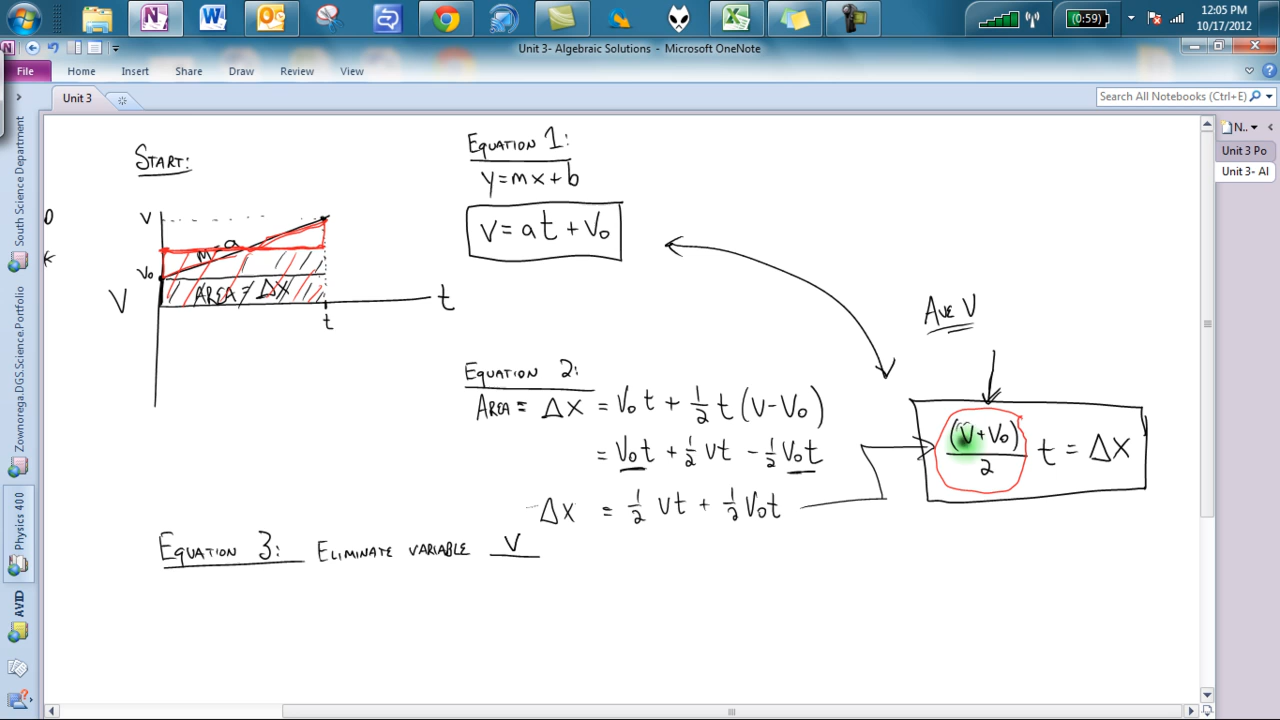 12:05 PM
(0:59)
10/17/2012
Unit 3- Algebraic Solutions - Microsoft OneNote
File Home Insert Share Draw Review View
Unit 3
Search All Notebooks (Ctrl+E)
N..
Unit 3 Po
Unit 3- Al
South Science Department
Zownorega.DGS.Science.Portfolio
Physics 400
AVID
START:
V
m=a
V₀
AREA = ΔX
V
t
t
EQUATION 1:
y=mx+b
V = at + V₀
AVE V
EQUATION 2:
AREA = ΔX = V₀t + 1/2 t (V-V₀)
= V₀t + 1/2 Vt - 1/2 V₀t
ΔX = 1/2 Vt + 1/2 V₀t
(V+V₀)/2 t = ΔX
EQUATION 3: ELIMINATE VARIABLE V